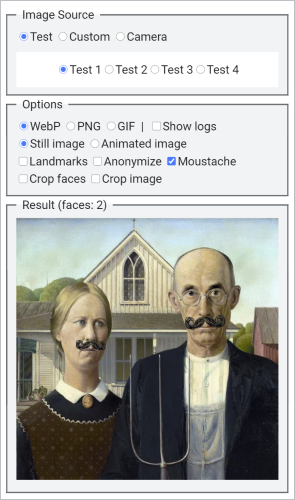 Image Source
Test Custom Camera
Test 1 Test 2 Test 3 Test 4
Options
WebP PNG GIF | Show logs
Still image Animated image
Landmarks Anonymize Moustache
Crop faces Crop image
Result (faces: 2)